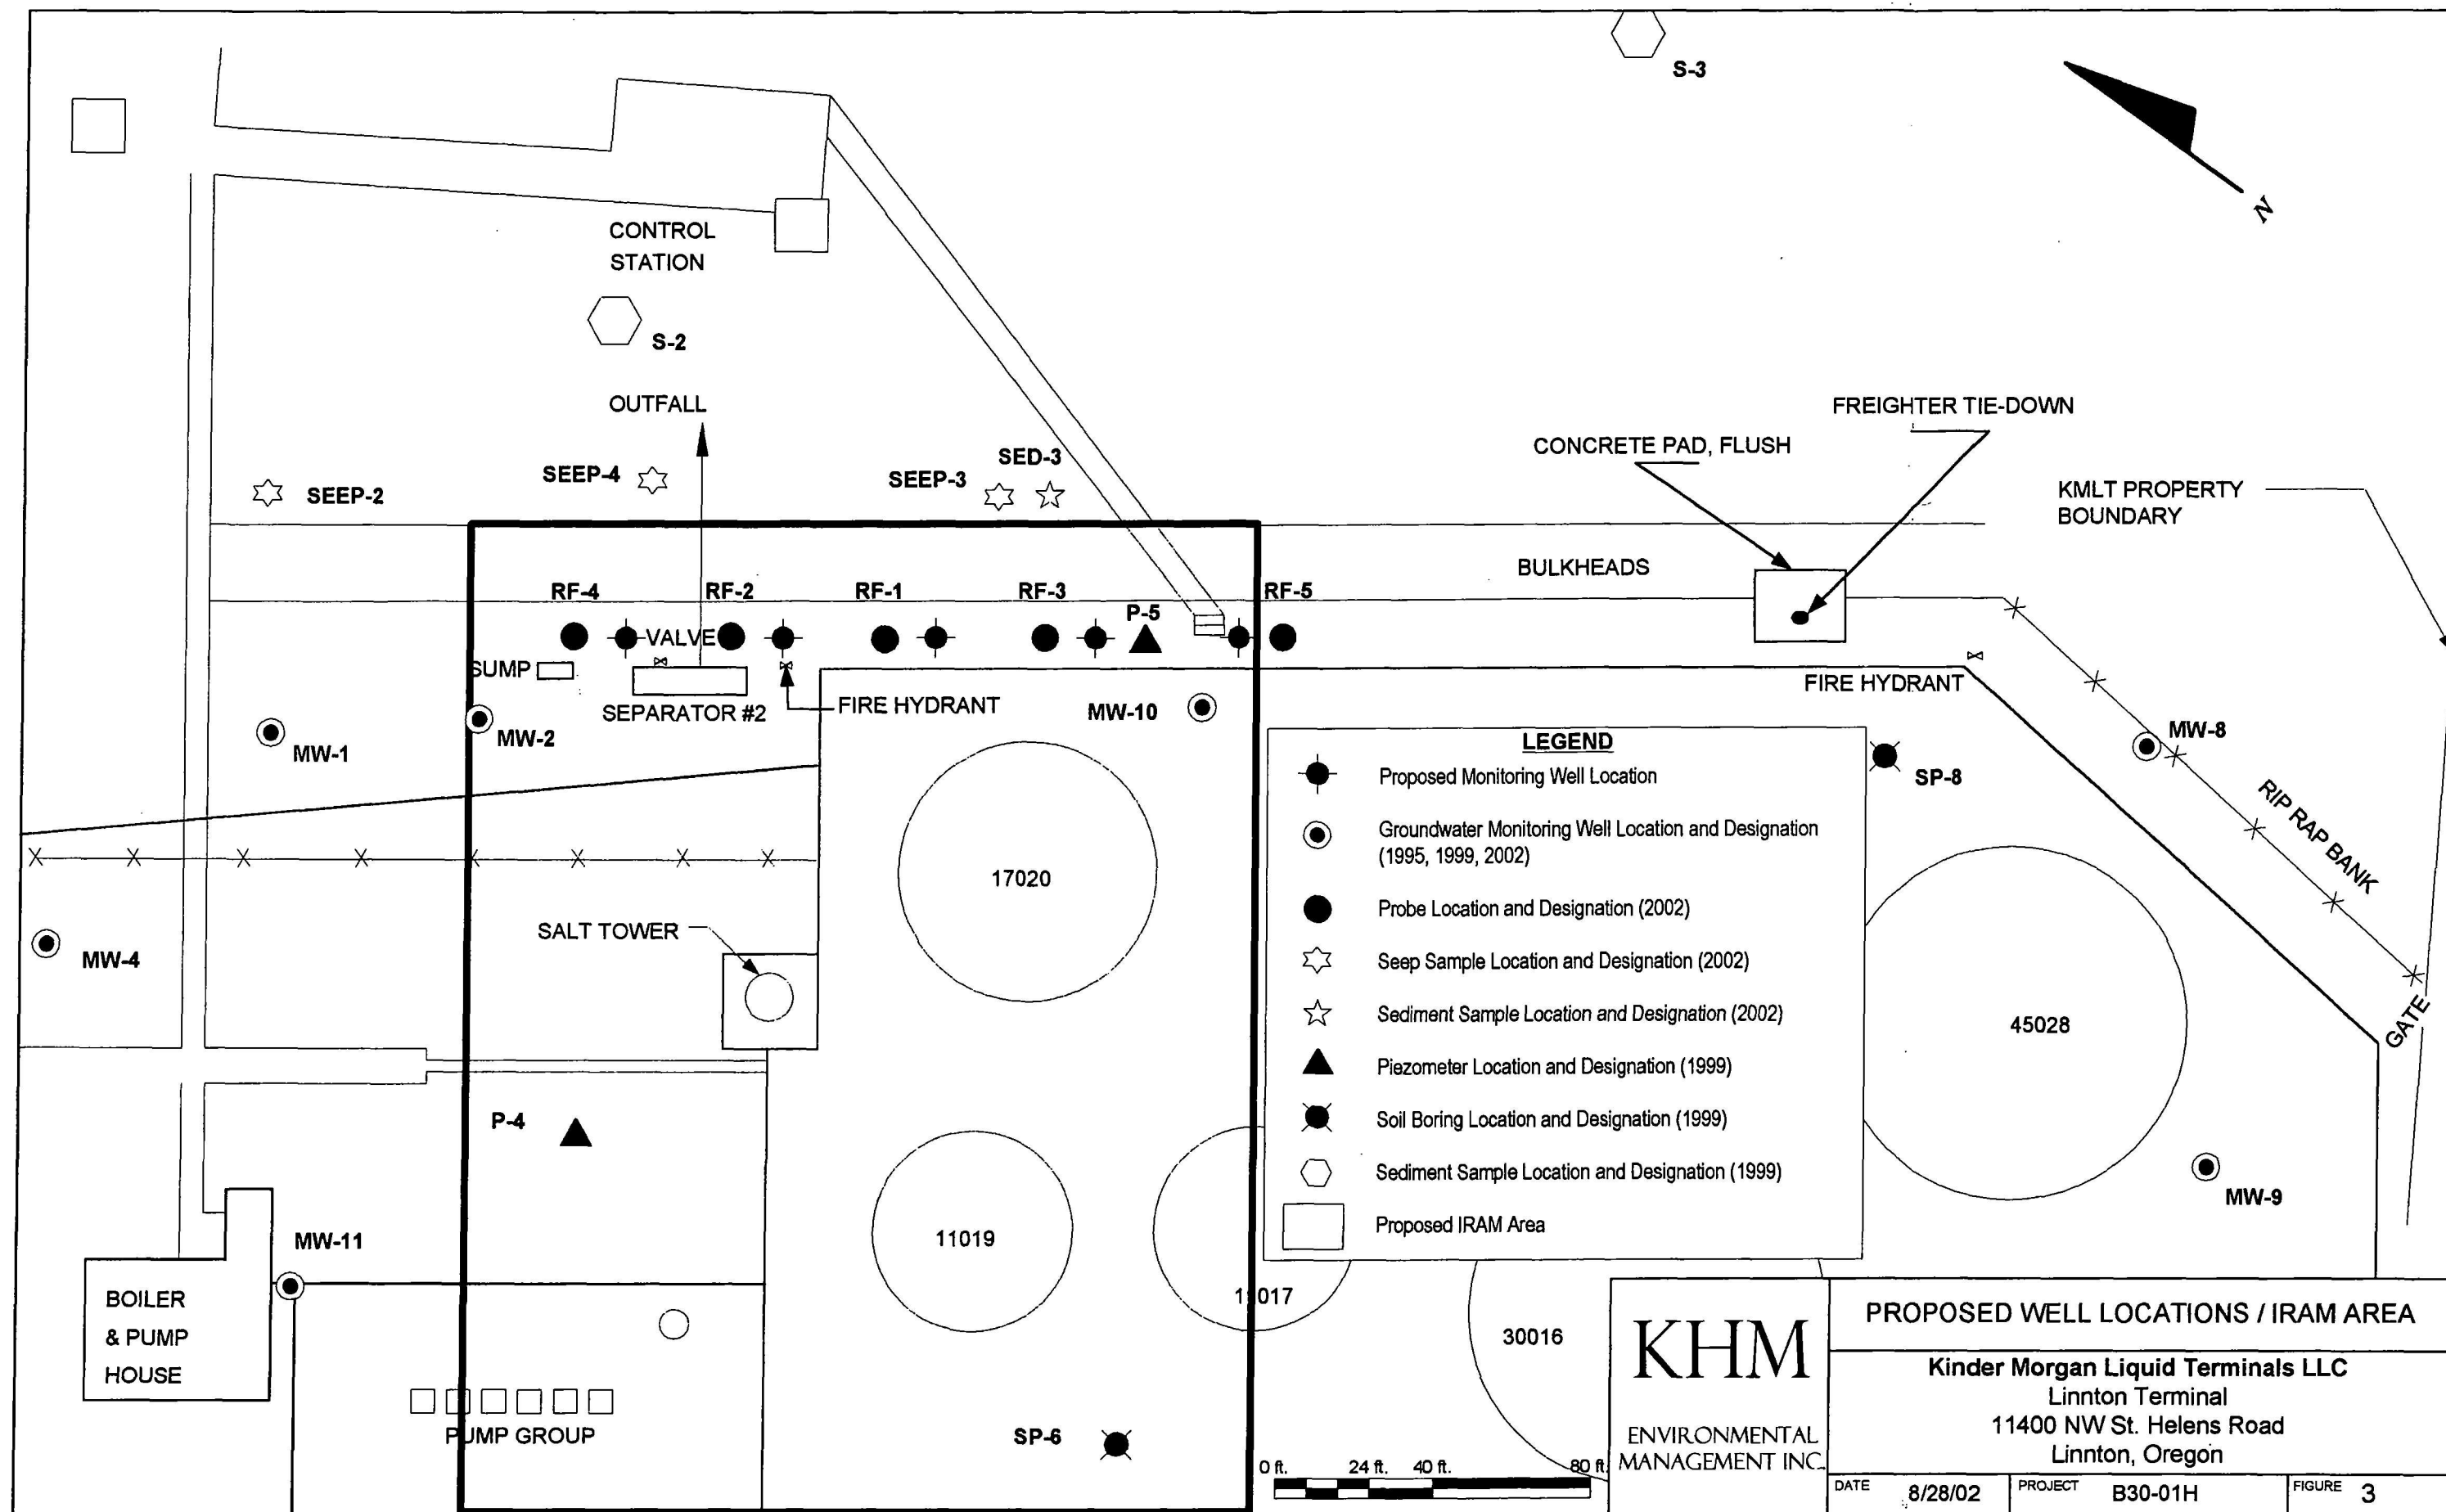 S-3
N
CONTROL
STATION
S-2
OUTFALL
FREIGHTER TIE-DOWN
CONCRETE PAD, FLUSH
SED-3
SEEP-4
SEEP-3
SEEP-2
KMLT PROPERTY
BOUNDARY
BULKHEADS
RF-4
RF-2
RF-1
RF-3
RF-5
P-5
VALVE
SUMP
FIRE HYDRANT
SEPARATOR #2
FIRE HYDRANT
MW-10
MW-2
MW-1
MW-8
SP-8
RIP RAP BANK
LEGEND
Proposed Monitoring Well Location
Groundwater Monitoring Well Location and Designation
(1995, 1999, 2002)
Probe Location and Designation (2002)
Seep Sample Location and Designation (2002)
Sediment Sample Location and Designation (2002)
Piezometer Location and Designation (1999)
Soil Boring Location and Designation (1999)
Sediment Sample Location and Designation (1999)
Proposed IRAM Area
17020
SALT TOWER
MW-4
45028
GATE
P-4
MW-9
11019
MW-11
11017
BOILER
& PUMP
HOUSE
30016
PUMP GROUP
SP-6
0 ft.
24 ft.
40 ft.
80 ft.
KHM
ENVIRONMENTAL
MANAGEMENT INC.
PROPOSED WELL LOCATIONS / IRAM AREA
Kinder Morgan Liquid Terminals LLC
Linnton Terminal
11400 NW St. Helens Road
Linnton, Oregon
DATE 8/28/02
PROJECT B30-01H
FIGURE 3